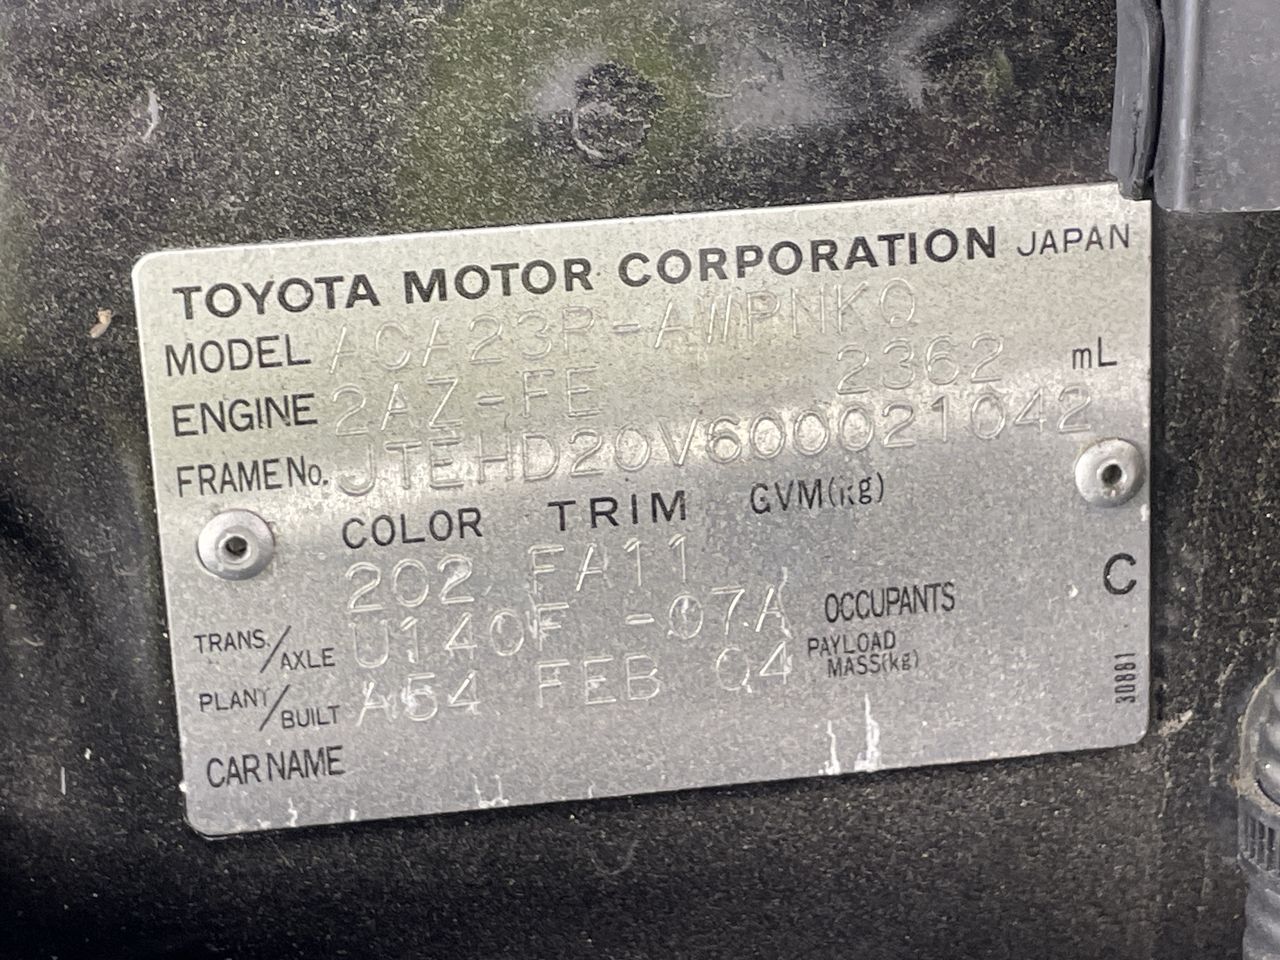 TOYOTA MOTOR CORPORATION JAPAN
MODEL ACA23R-AWPNKQ
ENGINE 2AZ-FE 2362 mL
FRAME No. JTEHD20V600021042
COLOR TRIM GVM(kg)
202 FA11
TRANS./AXLE U140F -07A OCCUPANTS
C
PLANT/BUILT A54 FEB 04 PAYLOAD MASS(kg)
30881
CAR NAME